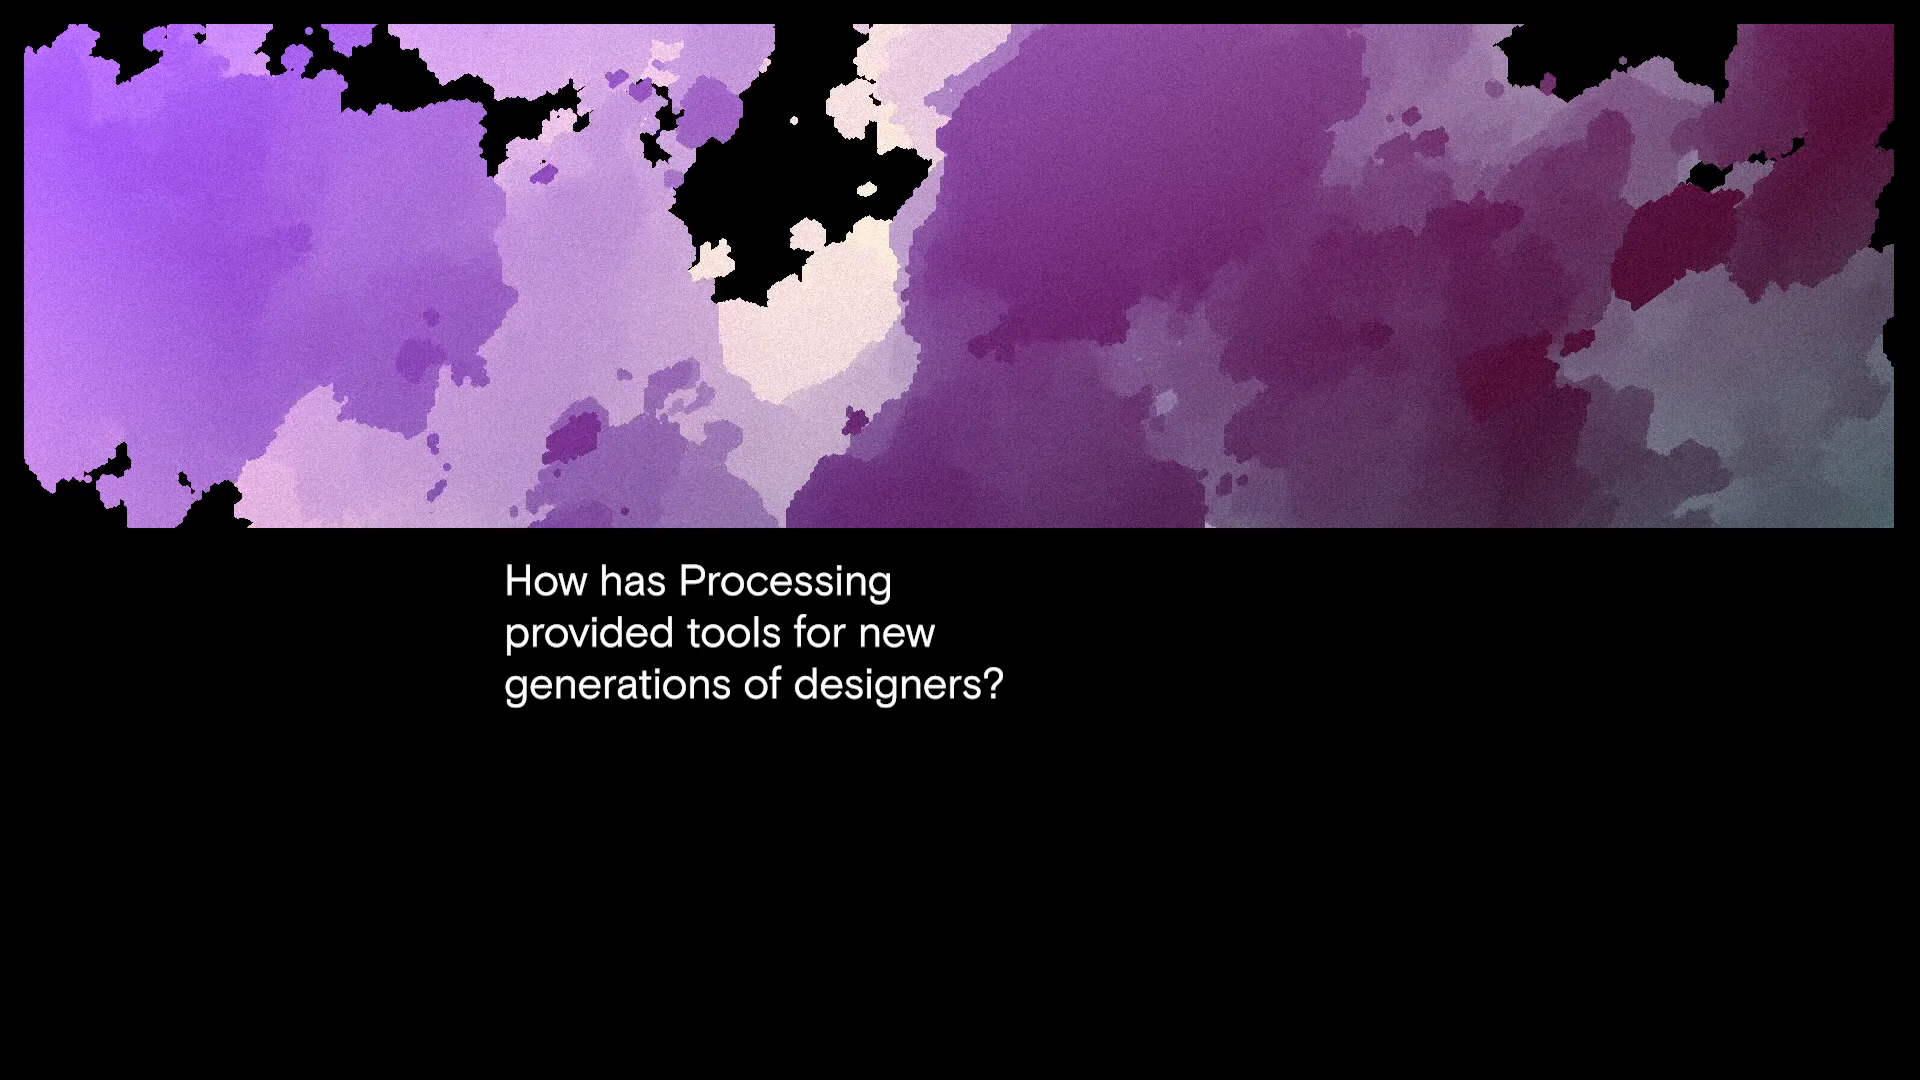 How has Processing
provided tools for new
generations of designers?